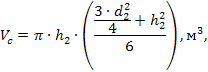 V_c = π · h_2 · ( ( (3 · d_2^2)/4 + h_2^2 ) / 6 ), м^3,